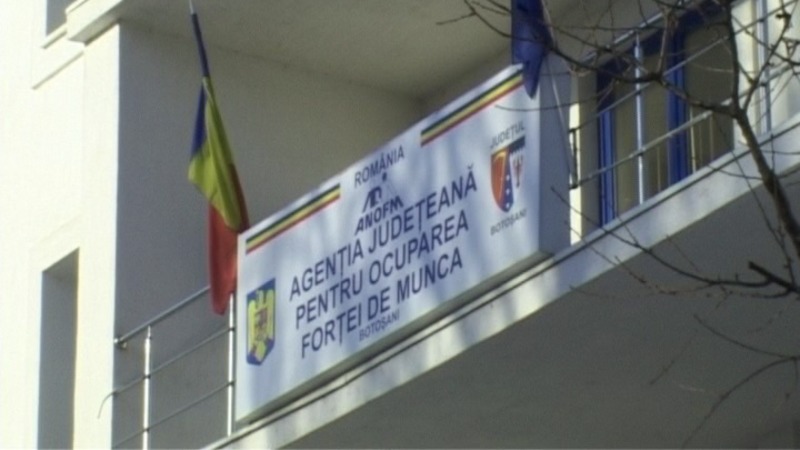 ROMÂNIA
ANOFM
AGENȚIA JUDEȚEANĂ
PENTRU OCUPAREA
FORȚEI DE MUNCA
BOTOȘANI
JUDEȚUL
BOTOȘANI